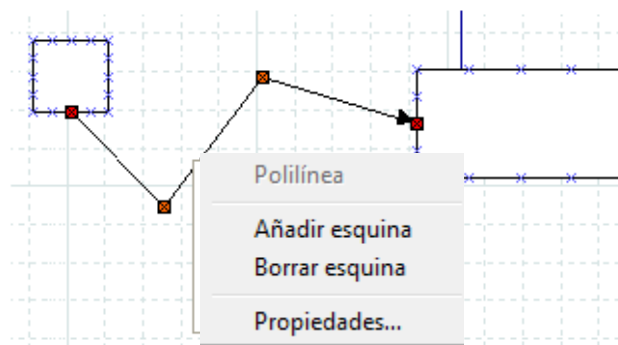 Polilínea
Añadir esquina
Borrar esquina
Propiedades...